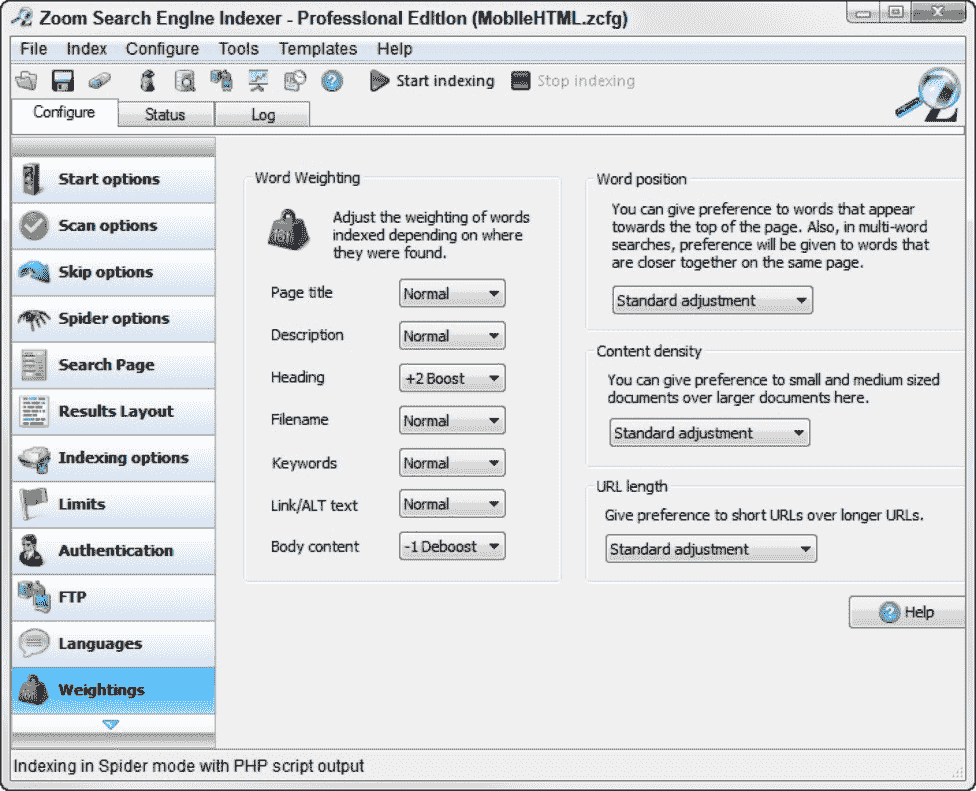 Zoom Search Engine Indexer - Professional Edition (MobileHTML.zcfg)
File Index Configure Tools Templates Help
Start indexing Stop indexing
Configure Status Log
Start options
Scan options
Skip options
Spider options
Search Page
Results Layout
Indexing options
Limits
Authentication
FTP
Languages
Weightings
Word Weighting
Adjust the weighting of words
indexed depending on where
they were found.
Page title Normal
Description Normal
Heading +2 Boost
Filename Normal
Keywords Normal
Link/ALT text Normal
Body content -1 Deboost
Word position
You can give preference to words that appear
towards the top of the page. Also, in multi-word
searches, preference will be given to words that
are closer together on the same page.
Standard adjustment
Content density
You can give preference to small and medium sized
documents over larger documents here.
Standard adjustment
URL length
Give preference to short URLs over longer URLs.
Standard adjustment
Help
Indexing in Spider mode with PHP script output